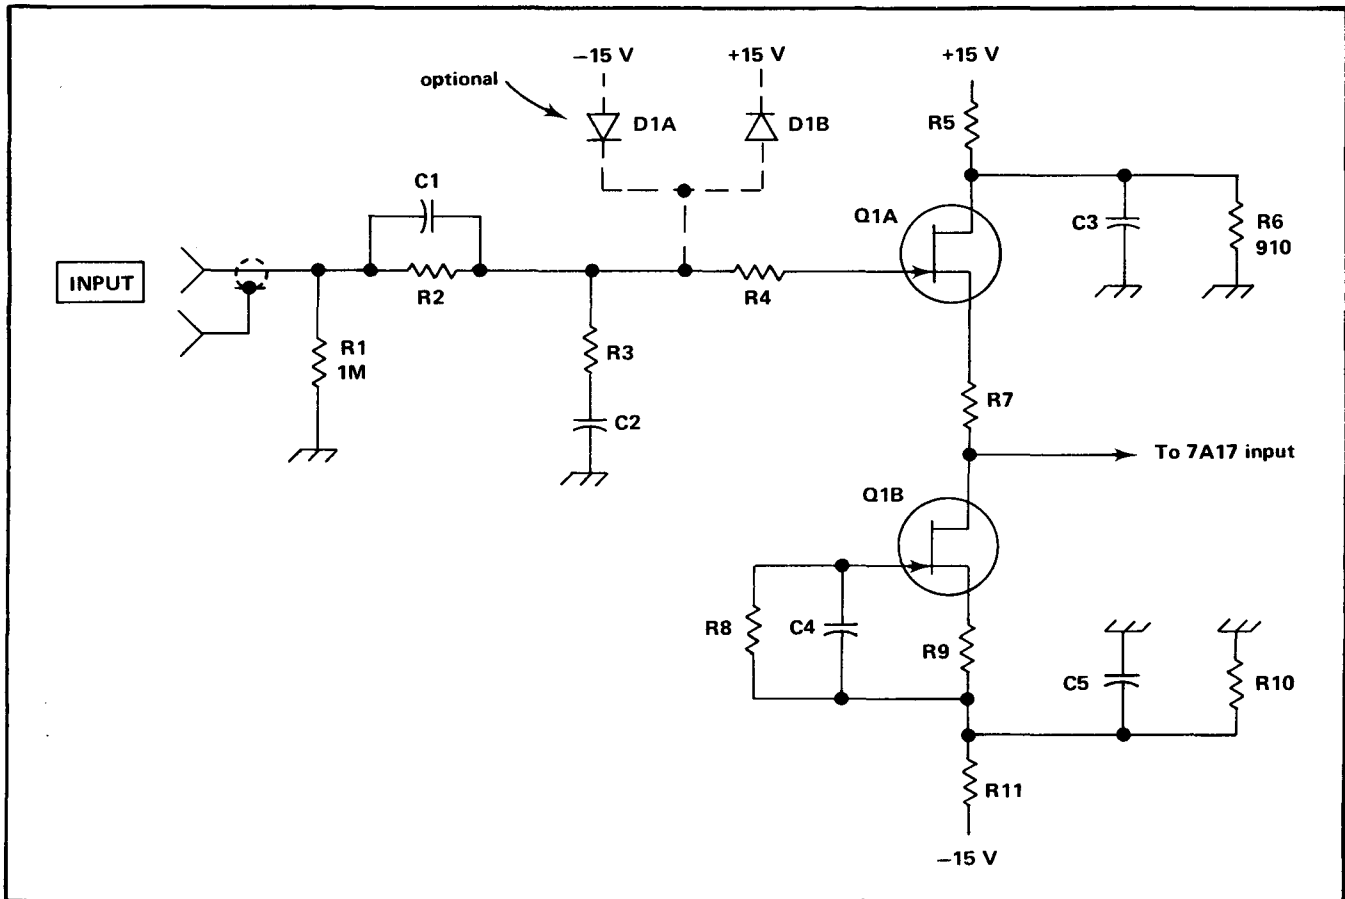 −15 V
+15 V
+15 V
optional
D1A
D1B
R5
C1
Q1A
C3
R6
910
INPUT
R2
R4
R1
1M
R3
C2
R7
To 7A17 input
Q1B
R8
C4
R9
C5
R10
R11
−15 V